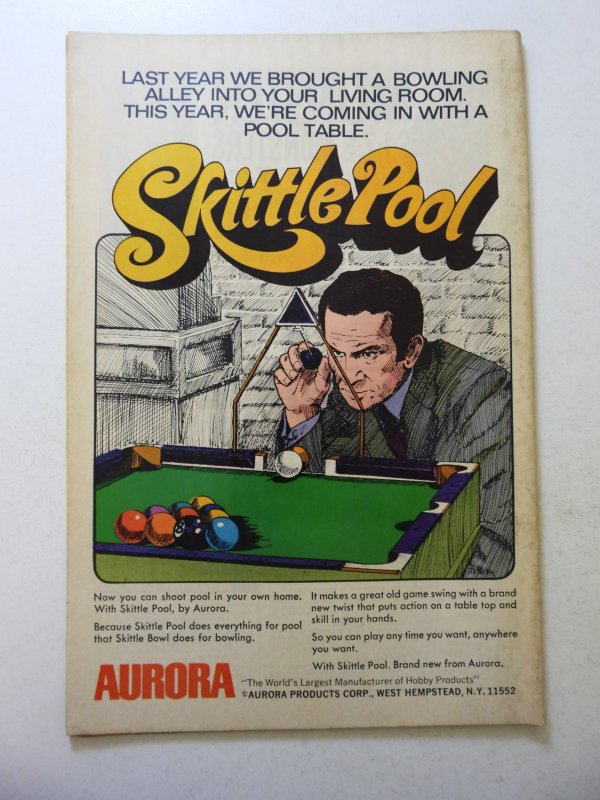 LAST YEAR WE BROUGHT A BOWLING
ALLEY INTO YOUR LIVING ROOM.
THIS YEAR, WE'RE COMING IN WITH A
POOL TABLE.
Skittle Pool
Now you can shoot pool in your own home.
With Skittle Pool, by Aurora.
Because Skittle Pool does everything for pool
that Skittle Bowl does for bowling.
It makes a great old game swing with a brand
new twist that puts action on a table top and
skill in your hands.
So you can play any time you want, anywhere
you want.
With Skittle Pool. Brand new from Aurora.
AURORA
"The World's Largest Manufacturer of Hobby Products"
©AURORA PRODUCTS CORP., WEST HEMPSTEAD, N.Y. 11552